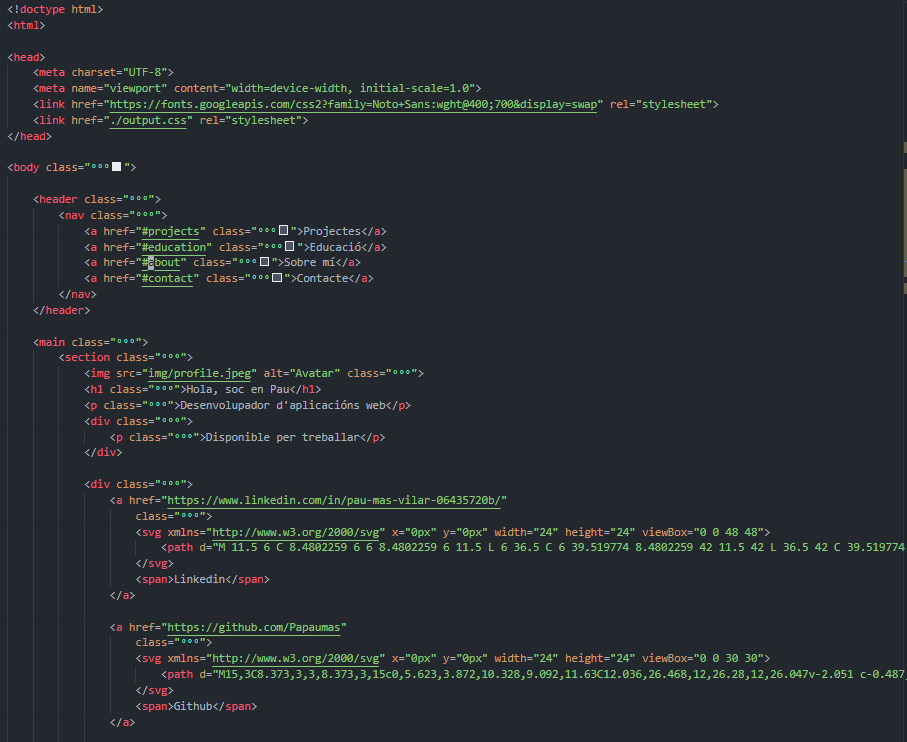 <!doctype html>
<html>
<head>
<meta charset="UTF-8">
<meta name="viewport" content="width=device-width, initial-scale=1.0">
<link href="https://fonts.googleapis.com/css2?family=Noto+Sans:wght@400;700&display=swap" rel="stylesheet">
<link href="./output.css" rel="stylesheet">
</head>
<body class="∘∘∘">
<header class="∘∘∘">
<nav class="∘∘∘">
<a href="#projects" class="∘∘∘">Projectes</a>
<a href="#education" class="∘∘∘">Educació</a>
<a href="#about" class="∘∘∘">Sobre mí</a>
<a href="#contact" class="∘∘∘">Contacte</a>
</nav>
</header>
<main class="∘∘∘">
<section class="∘∘∘">
<img src="img/profile.jpeg" alt="Avatar" class="∘∘∘">
<h1 class="∘∘∘">Hola, soc en Pau</h1>
<p class="∘∘∘">Desenvolupador d'aplicacións web</p>
<div class="∘∘∘">
<p class="∘∘∘">Disponible per treballar</p>
</div>
<div class="∘∘∘">
<a href="https://www.linkedin.com/in/pau-mas-vilar-06435720b/"
class="∘∘∘">
<svg xmlns="http://www.w3.org/2000/svg" x="0px" y="0px" width="24" height="24" viewBox="0 0 48 48">
<path d="M 11.5 6 C 8.4802259 6 6 8.4802259 6 11.5 L 6 36.5 C 6 39.519774 8.4802259 42 11.5 42 L 36.5 42 C 39.519774
</svg>
<span>Linkedin</span>
</a>
<a href="https://github.com/Papaumas"
class="∘∘∘">
<svg xmlns="http://www.w3.org/2000/svg" x="0px" y="0px" width="24" height="24" viewBox="0 0 30 30">
<path d="M15,3C8.373,3,3,8.373,3,15c0,5.623,3.872,10.328,9.092,11.63C12.036,26.468,12,26.28,12,26.047v-2.051 c-0.487,
</svg>
<span>Github</span>
</a>